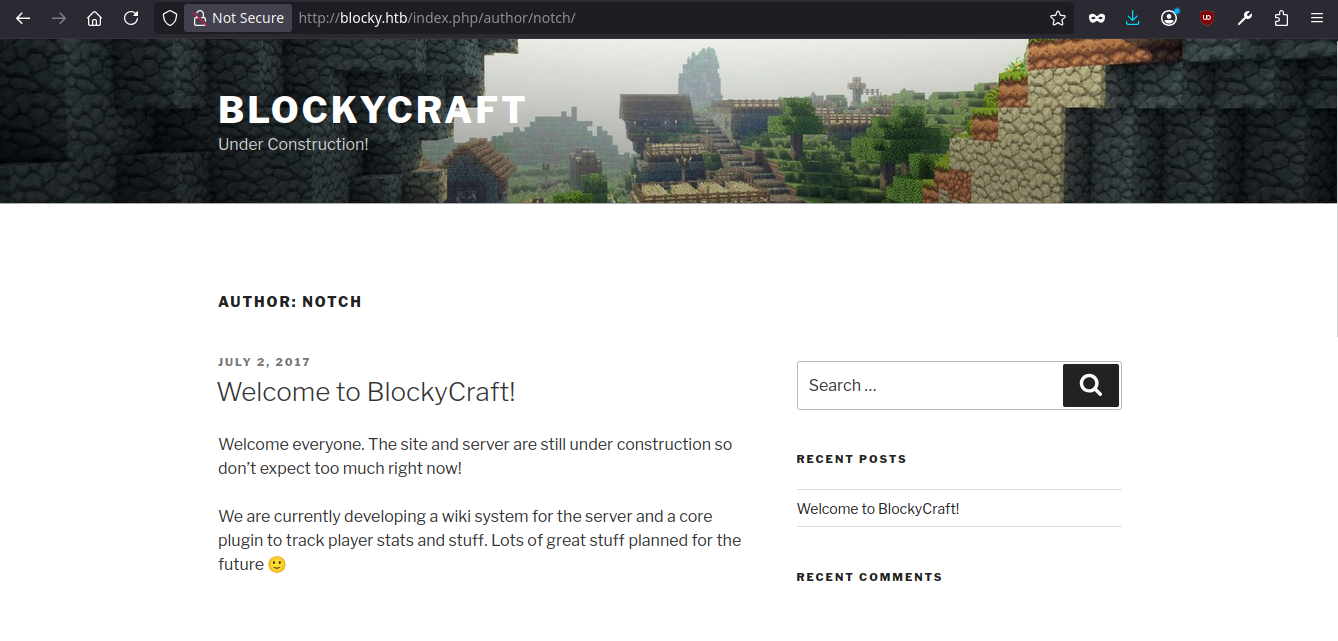 Not Secure http://blocky.htb/index.php/author/notch/
BLOCKYCRAFT
Under Construction!
AUTHOR: NOTCH
JULY 2, 2017
Welcome to BlockyCraft!
Welcome everyone. The site and server are still under construction so
don’t expect too much right now!
We are currently developing a wiki system for the server and a core
plugin to track player stats and stuff. Lots of great stuff planned for the
future 🙂
Search …
RECENT POSTS
Welcome to BlockyCraft!
RECENT COMMENTS